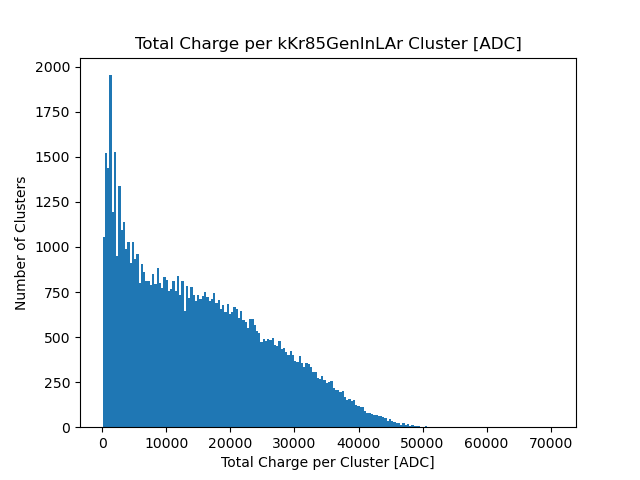 Total Charge per kKr85GenInLAr Cluster [ADC]
2000
1750
1500
1250
1000
750
500
250
0
Number of Clusters
0 10000 20000 30000 40000 50000 60000 70000
Total Charge per Cluster [ADC]